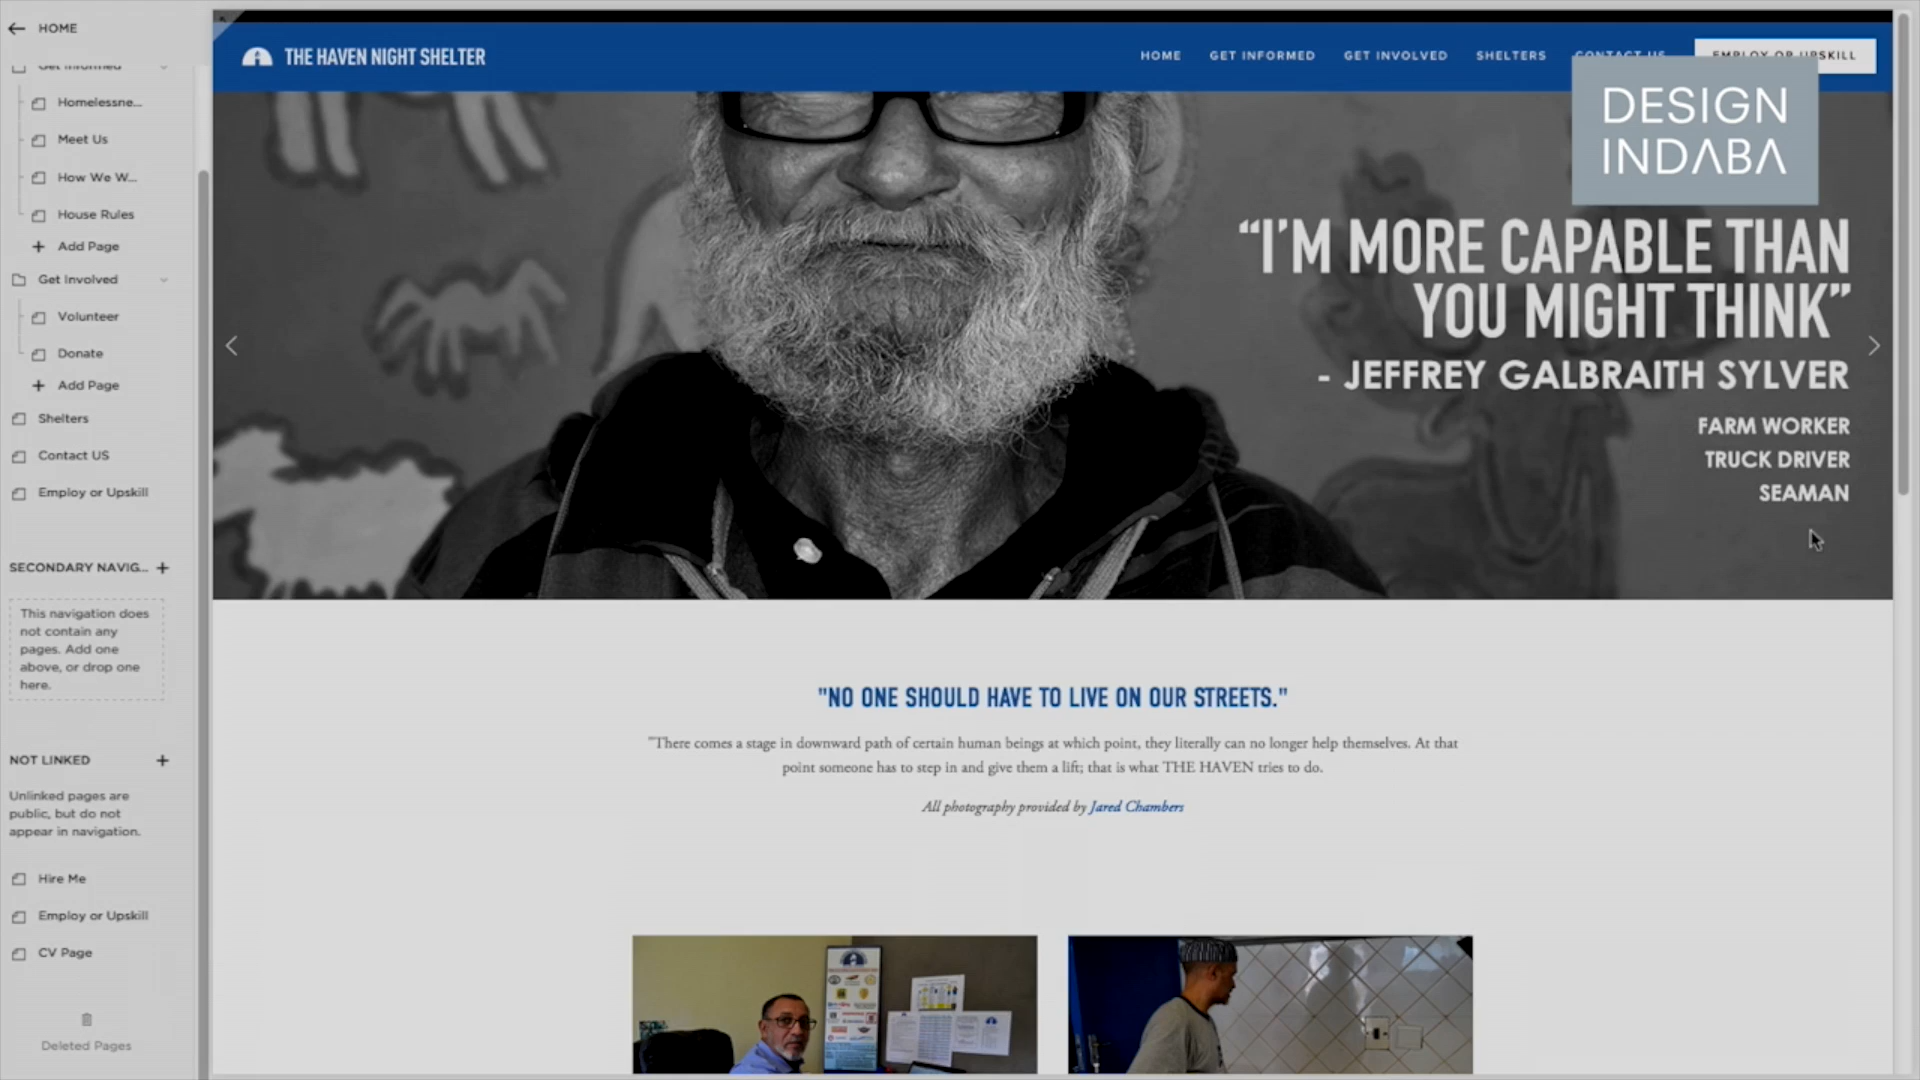 HOME
Get Informed
Homelessne...
Meet Us
How We W...
House Rules
Add Page
Get Involved
Volunteer
Donate
Add Page
Shelters
Contact US
Employ or Upskill
SECONDARY NAVIG...
This navigation does
not contain any
pages. Add one
above, or drop one
here.
NOT LINKED
Unlinked pages are
public, but do not
appear in navigation.
Hire Me
Employ or Upskill
CV Page
Deleted Pages
THE HAVEN NIGHT SHELTER
HOME GET INFORMED GET INVOLVED SHELTERS CONTACT US EMPLOY OR UPSKILL
DESIGN
INDABA
“I’M MORE CAPABLE THAN
YOU MIGHT THINK”
- JEFFREY GALBRAITH SYLVER
FARM WORKER
TRUCK DRIVER
SEAMAN
"NO ONE SHOULD HAVE TO LIVE ON OUR STREETS."
"There comes a stage in downward path of certain human beings at which point, they literally can no longer help themselves. At that
point someone has to step in and give them a lift; that is what THE HAVEN tries to do.
All photography provided by Jared Chambers